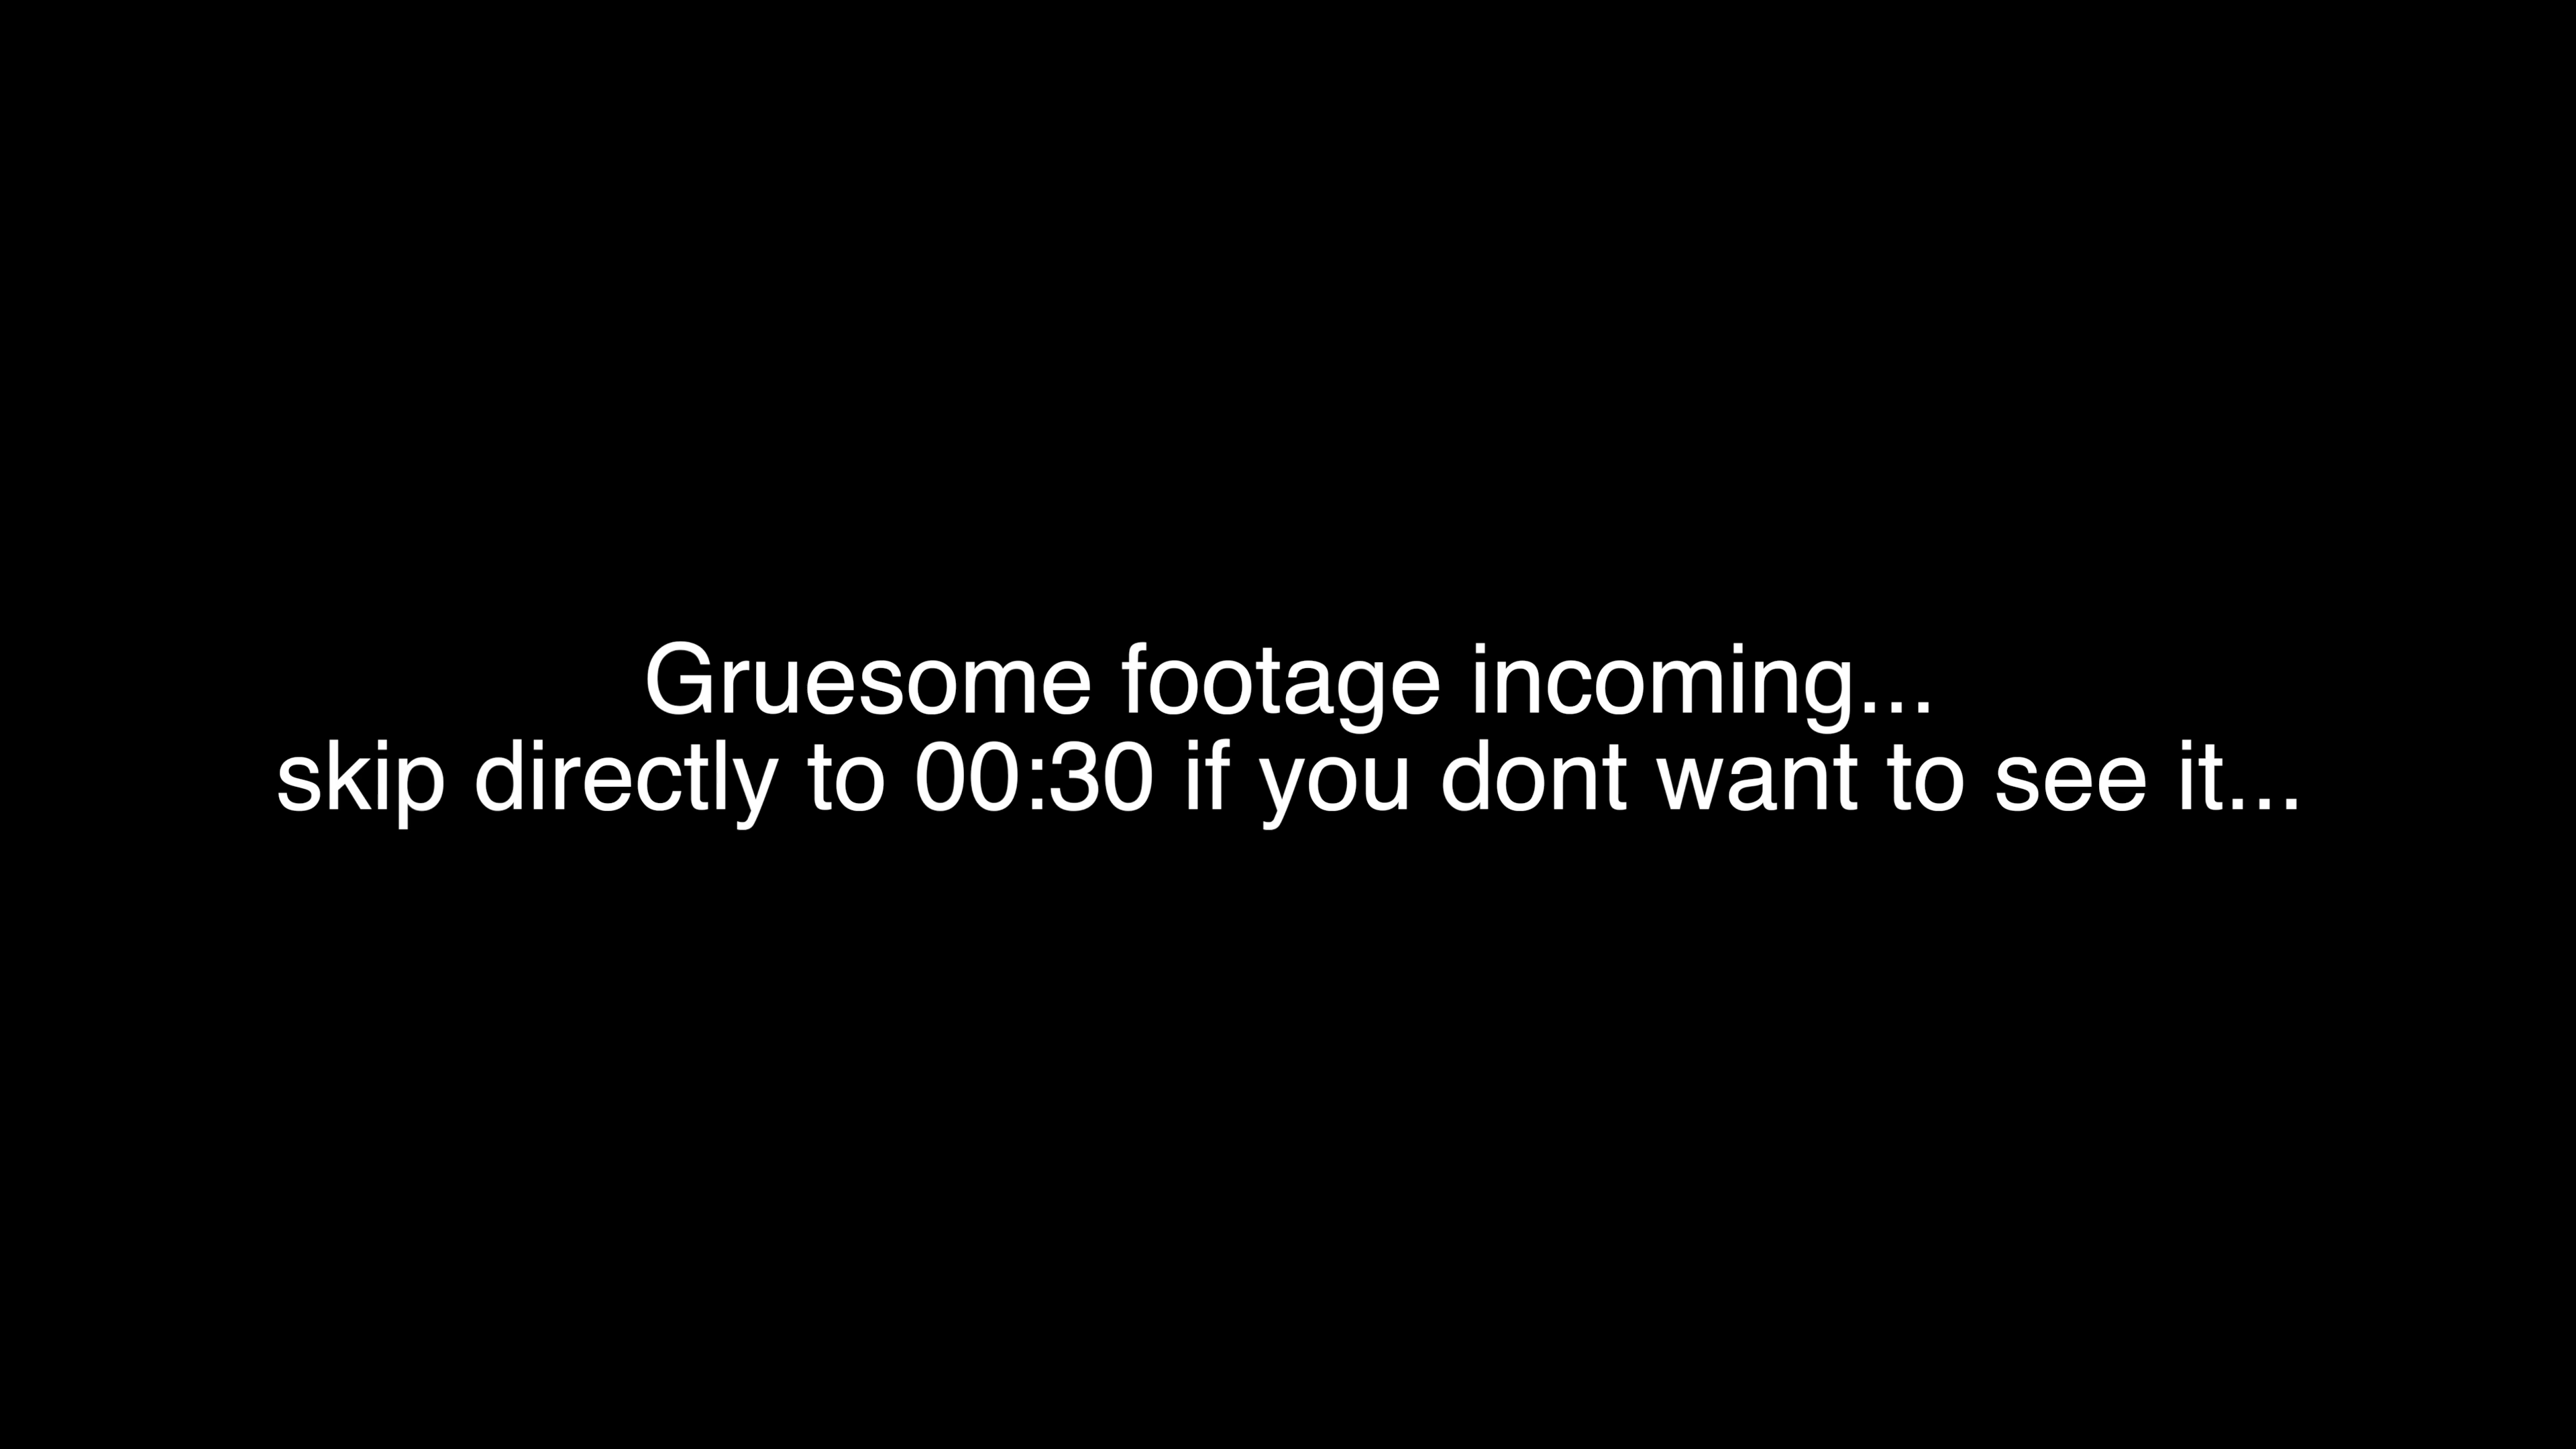 Gruesome footage incoming...
skip directly to 00:30 if you dont want to see it...